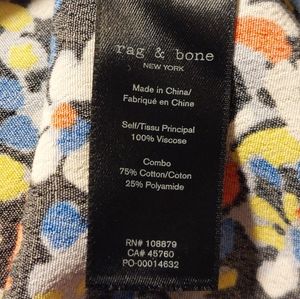 rag & bone
NEW YORK
Made in China/
Fabriqué en Chine
Self/Tissu Principal
100% Viscose
Combo
75% Cotton/Coton
25% Polyamide
RN# 108879
CA# 45760
PO-00014632